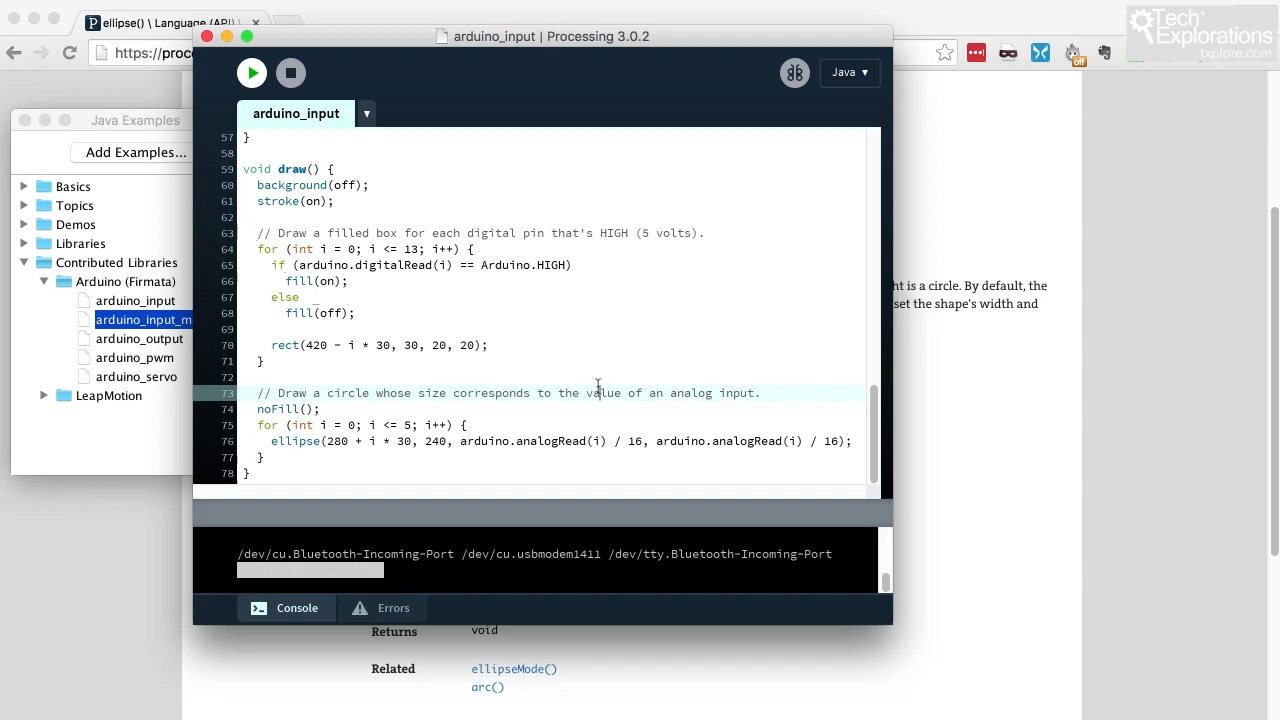 ellipse() \ Language (API)
Tech
Explorations
txplore.com
https://proc
off
arduino_input | Processing 3.0.2
Java ▾
arduino_input
Java Examples
Add Examples...
Basics
Topics
Demos
Libraries
Contributed Libraries
Arduino (Firmata)
arduino_input
arduino_input_m
arduino_output
arduino_pwm
arduino_servo
LeapMotion
57 }
58
59 void draw() {
60 background(off);
61 stroke(on);
62
63 // Draw a filled box for each digital pin that's HIGH (5 volts).
64 for (int i = 0; i <= 13; i++) {
65 if (arduino.digitalRead(i) == Arduino.HIGH)
66 fill(on);
67 else
68 fill(off);
69
70 rect(420 - i * 30, 30, 20, 20);
71 }
72
73 // Draw a circle whose size corresponds to the value of an analog input.
74 noFill();
75 for (int i = 0; i <= 5; i++) {
76 ellipse(280 + i * 30, 240, arduino.analogRead(i) / 16, arduino.analogRead(i) / 16);
77 }
78 }
ht is a circle. By default, the
set the shape's width and
/dev/cu.Bluetooth-Incoming-Port /dev/cu.usbmodem1411 /dev/tty.Bluetooth-Incoming-Port
Console
Errors
Returns void
Related ellipseMode()
arc()